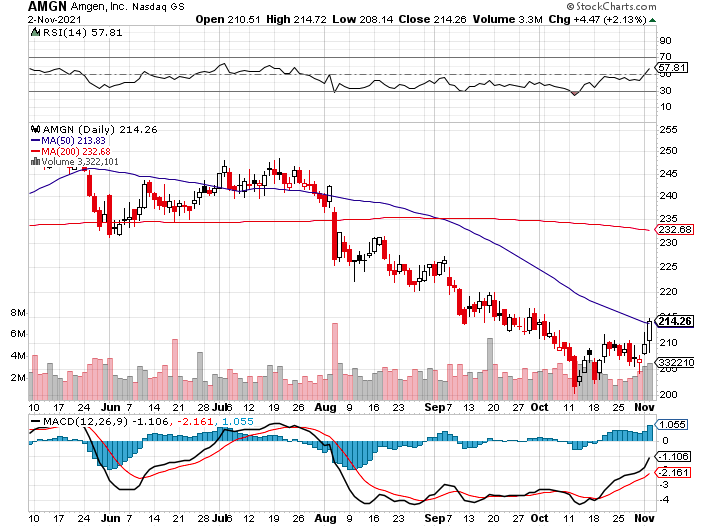 AMGN Amgen, Inc. Nasdaq GS © StockCharts.com
2-Nov-2021 Open 210.51 High 214.72 Low 208.14 Close 214.26 Volume 3.3M Chg +4.47 (+2.13%) ▲
RSI(14) 57.81
90
70
57.81
50
30
10
AMGN (Daily) 214.26
MA(50) 213.83
MA(200) 232.68
Volume 3,322,101
255
250
245
240
235
232.68
230
225
220
215
214.26
210
205
3322101
200
8M
6M
4M
2M
10 17 24 Jun 7 14 21 28 Jul 6 12 19 26 Aug 9 16 23 Sep 7 13 20 27 Oct 11 18 25 Nov
MACD(12,26,9) -1.106, -2.161, 1.055
1.055
0
-1.106
-2.161
-3
-4
10 17 24 Jun 7 14 21 28 Jul 6 12 19 26 Aug 9 16 23 Sep 7 13 20 27 Oct 11 18 25 Nov